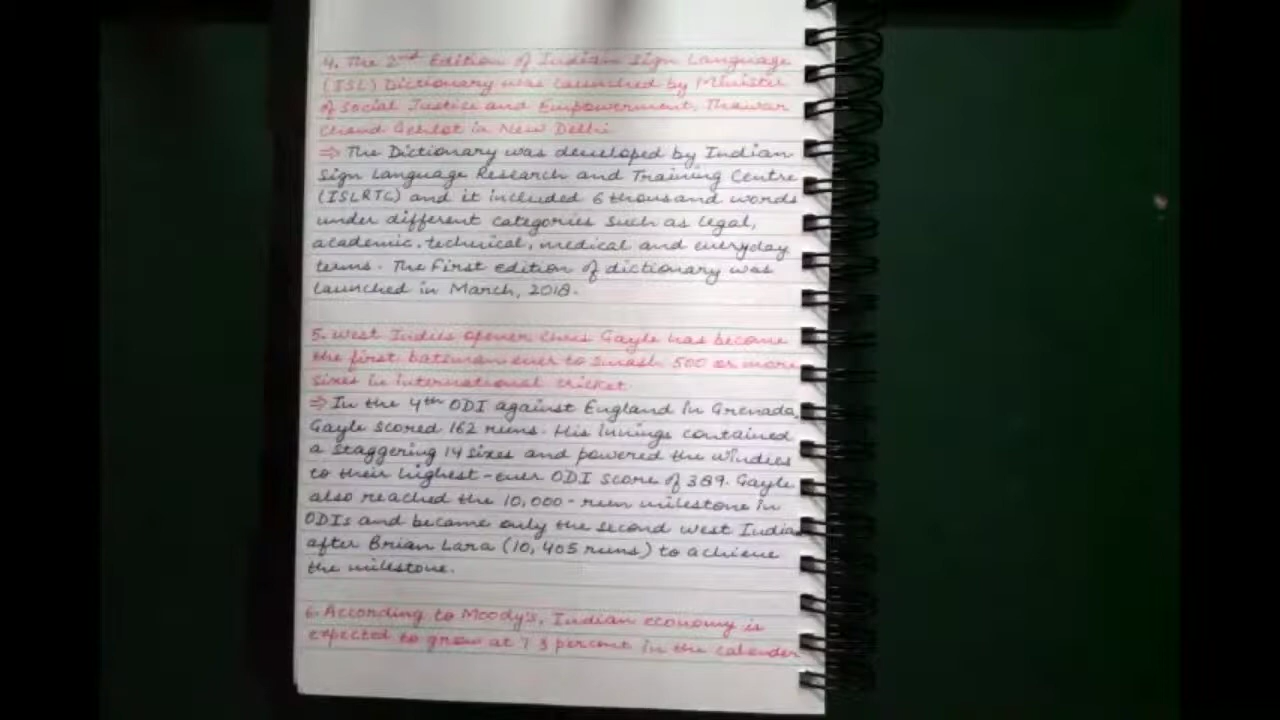 4. The 2nd Edition of Indian Sign Language
(ISL) Dictionary was launched by Minister
of Social Justice and Empowerment, Thawar
Chand Gehlot in New Delhi
⇒ The Dictionary was developed by Indian
Sign Language Research and Training Centre
(ISLRTC) and it included 6 thousand words
under different categories such as legal,
academic, technical, medical and everyday
terms. The first edition of dictionary was
launched in March, 2018.
5. West Indies opener Chris Gayle has become
the first batsman ever to smash 500 or more
sixes in international cricket
⇒ In the 4th ODI against England in Grenada,
Gayle scored 162 runs. His innings contained
a staggering 14 sixes and powered the Windies
to their highest-ever ODI score of 389. Gayle
also reached the 10,000-run milestone in
ODIs and became only the second West Indian
after Brian Lara (10,405 runs) to achieve
the milestone.
6. According to Moody's, Indian economy is
expected to grow at 7.3 percent in the calender